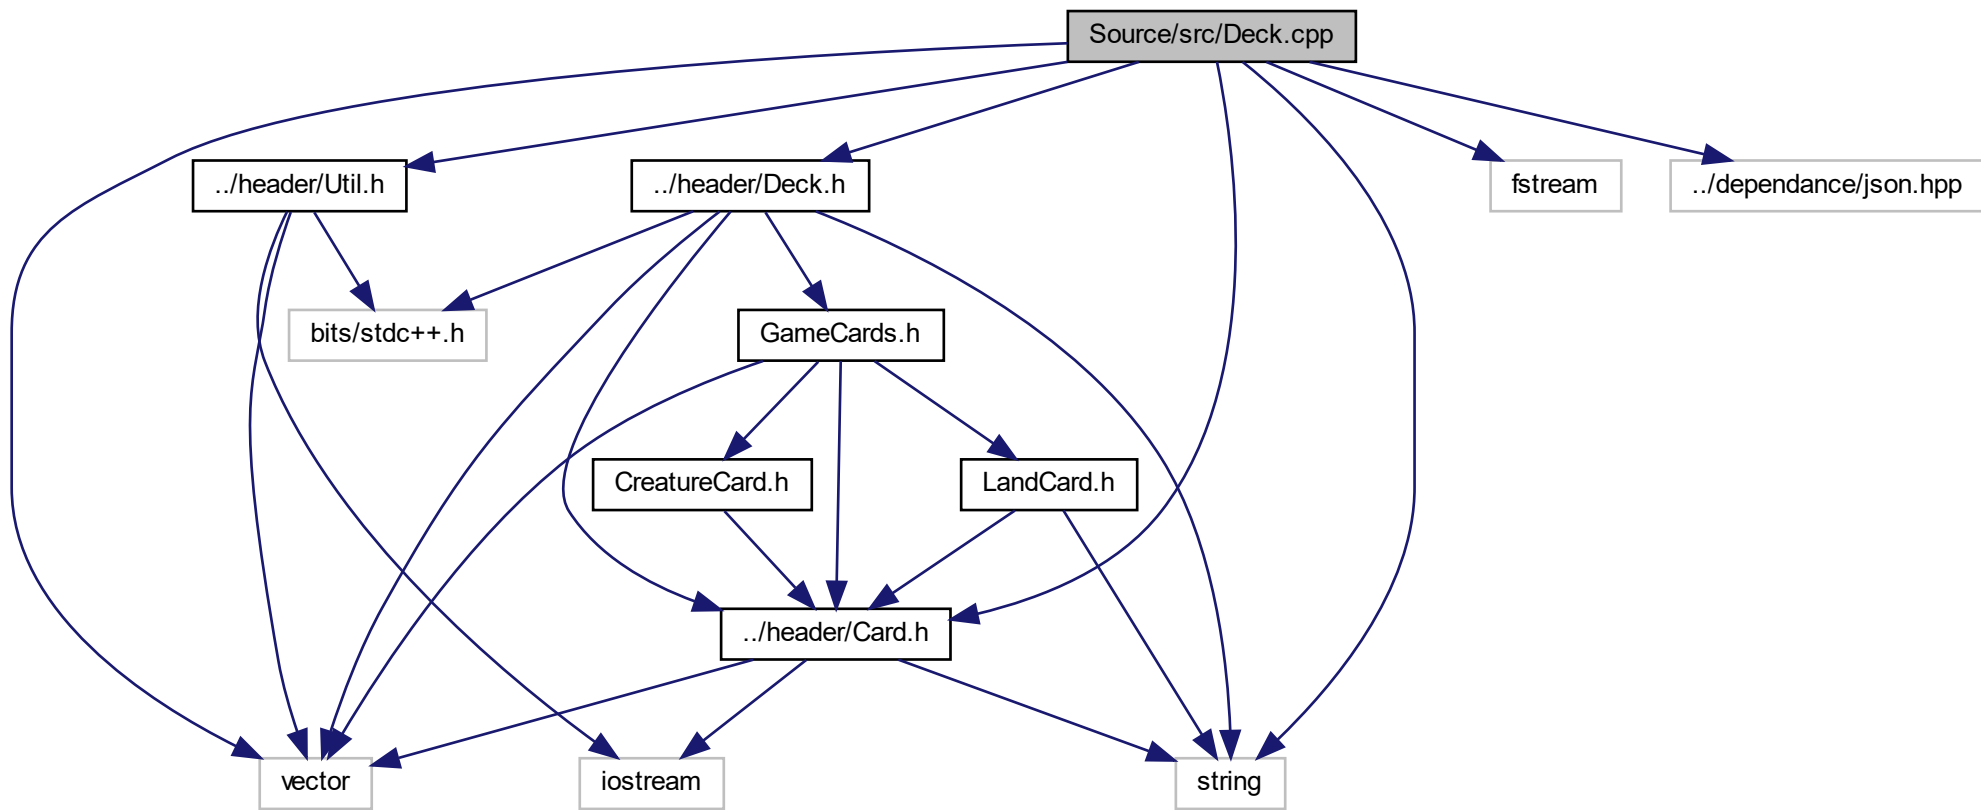 Source/src/Deck.cpp
../header/Util.h
../header/Deck.h
fstream
../dependance/json.hpp
bits/stdc++.h
GameCards.h
CreatureCard.h
LandCard.h
../header/Card.h
vector
iostream
string